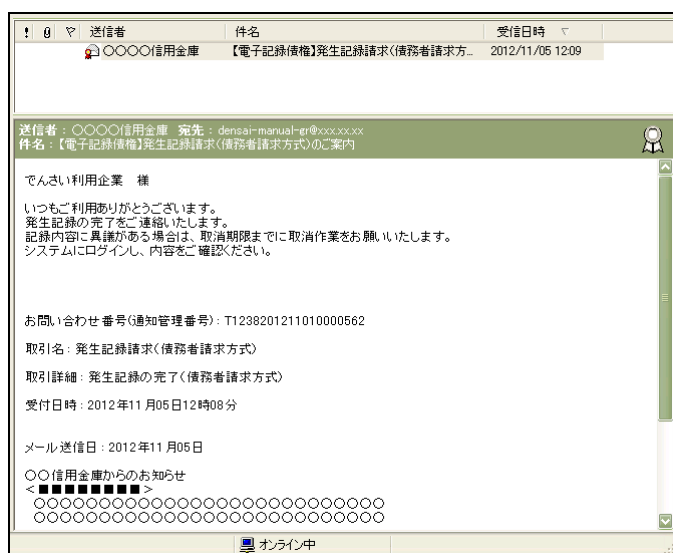 ! 送信者 件名 受信日時
〇〇〇〇信用金庫 【電子記録債権】発生記録請求(債務者請求方... 2012/11/05 12:09
送信者:〇〇〇〇信用金庫 宛先:densai-manual-gr@xxx.xx.xx
件名:【電子記録債権】発生記録請求(債務者請求方式)のご案内
でんさい利用企業 様
いつもご利用ありがとうございます。
発生記録の完了をご連絡いたします。
記録内容に異議がある場合は、取消期限までに取消作業をお願いいたします。
システムにログインし、内容をご確認ください。
お問い合わせ番号(通知管理番号):T1238201211010000562
取引名:発生記録請求(債務者請求方式)
取引詳細:発生記録の完了(債務者請求方式)
受付日時:2012年11月05日12時08分
メール送信日:2012年11月05日
〇〇信用金庫からのお知らせ
<■■■■■■■■>
〇〇〇〇〇〇〇〇〇〇〇〇〇〇〇〇〇〇〇〇〇〇〇〇〇〇〇
〇〇〇〇〇〇〇〇〇〇〇〇〇〇〇〇〇〇〇〇〇〇〇〇〇〇〇
オンライン中